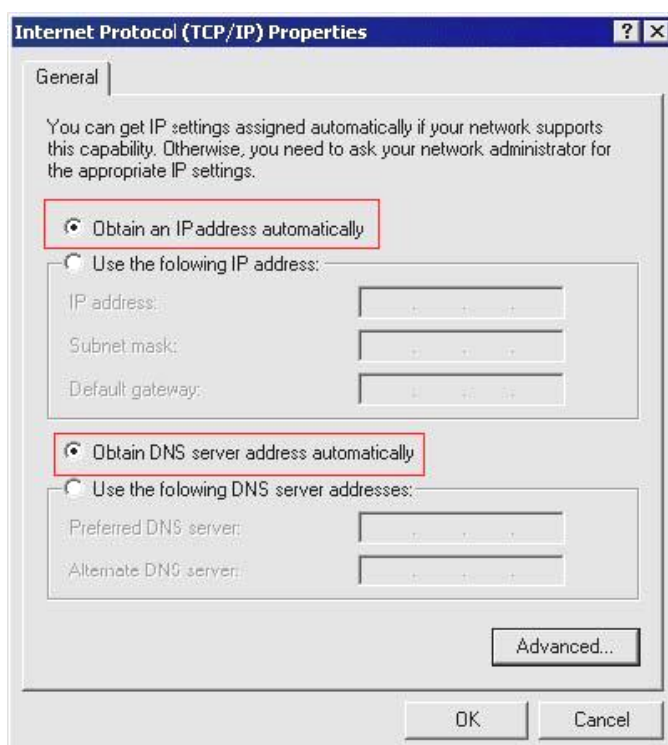 Internet Protocol (TCP/IP) Properties
? X
General
You can get IP settings assigned automatically if your network supports
this capability. Otherwise, you need to ask your network administrator for
the appropriate IP settings.
Obtain an IP address automatically
Use the folowing IP address:
IP address:
Subnet mask:
Default gateway:
Obtain DNS server address automatically
Use the folowing DNS server addresses:
Preferred DNS server:
Alternate DNS server:
Advanced...
OK
Cancel